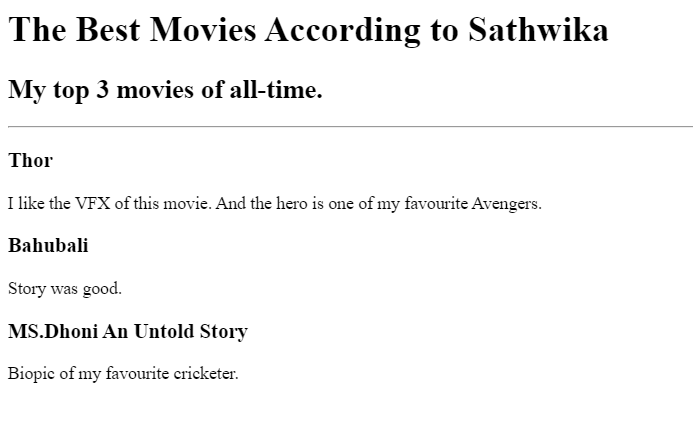 The Best Movies According to Sathwika
My top 3 movies of all-time.
Thor
I like the VFX of this movie. And the hero is one of my favourite Avengers.
Bahubali
Story was good.
MS.Dhoni An Untold Story
Biopic of my favourite cricketer.